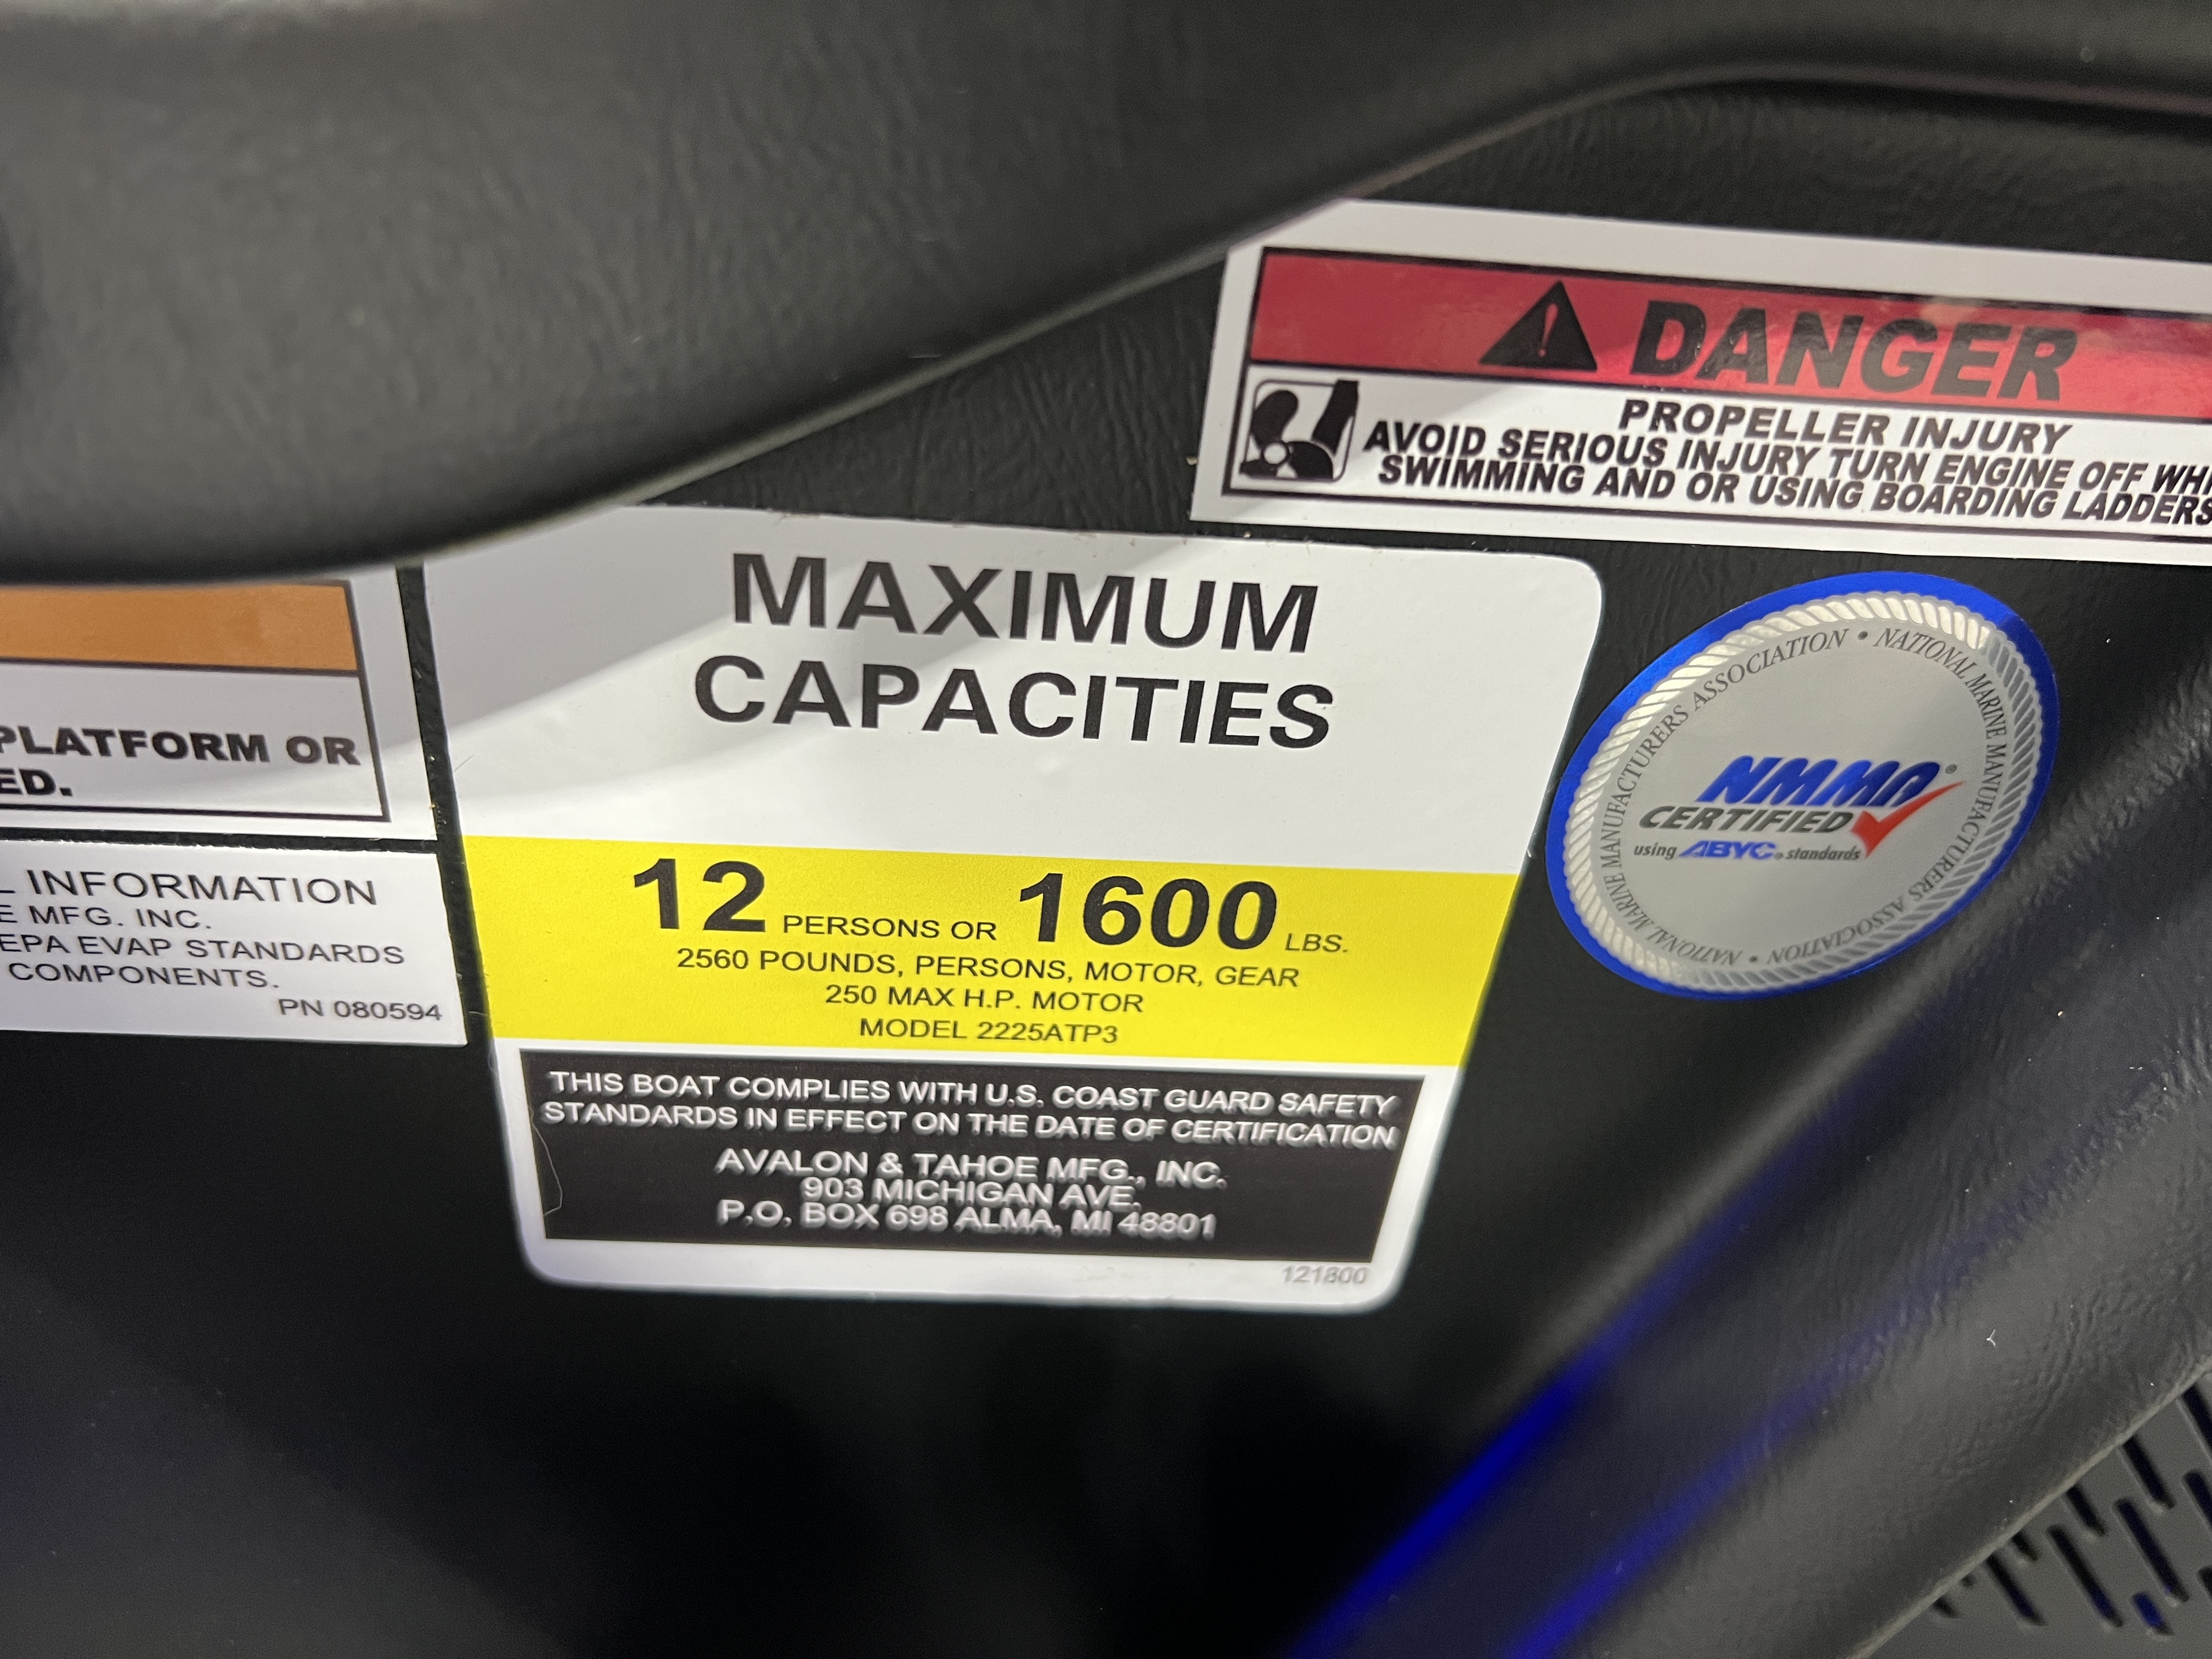 DANGER
PROPELLER INJURY
AVOID SERIOUS INJURY TURN ENGINE OFF
SWIMMING AND OR USING BOARDING LADDERS
PLATFORM OR
ED.
L INFORMATION
E MFG. INC.
EPA EVAP STANDARDS
COMPONENTS.
PN 080594
MAXIMUM
CAPACITIES
12 PERSONS OR 1600 LBS.
2560 POUNDS, PERSONS, MOTOR, GEAR
250 MAX H.P. MOTOR
MODEL 2225ATP3
THIS BOAT COMPLIES WITH U.S. COAST GUARD SAFETY
STANDARDS IN EFFECT ON THE DATE OF CERTIFICATION
AVALON & TAHOE MFG., INC.
903 MICHIGAN AVE.
P.O. BOX 698 ALMA, MI 48801
121800
NATIONAL MARINE MANUFACTURERS ASSOCIATION • NATIONAL MARINE MANUFACTURERS ASSOCIATION •
NMMA®
CERTIFIED
using ABYC® standards